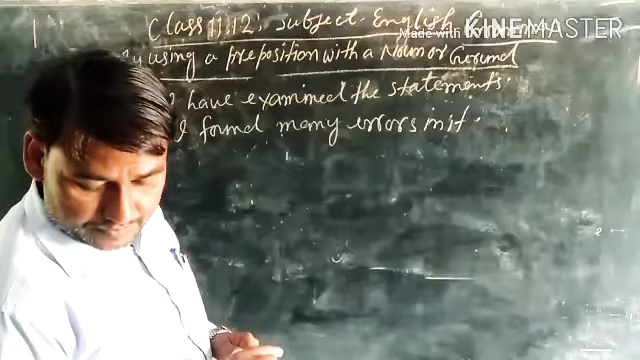 Class 11,12, Subject-English
Made with KINEMASTER
By using a preposition with a Noun or Gerund
I have examined the statements.
I found many errors in it.